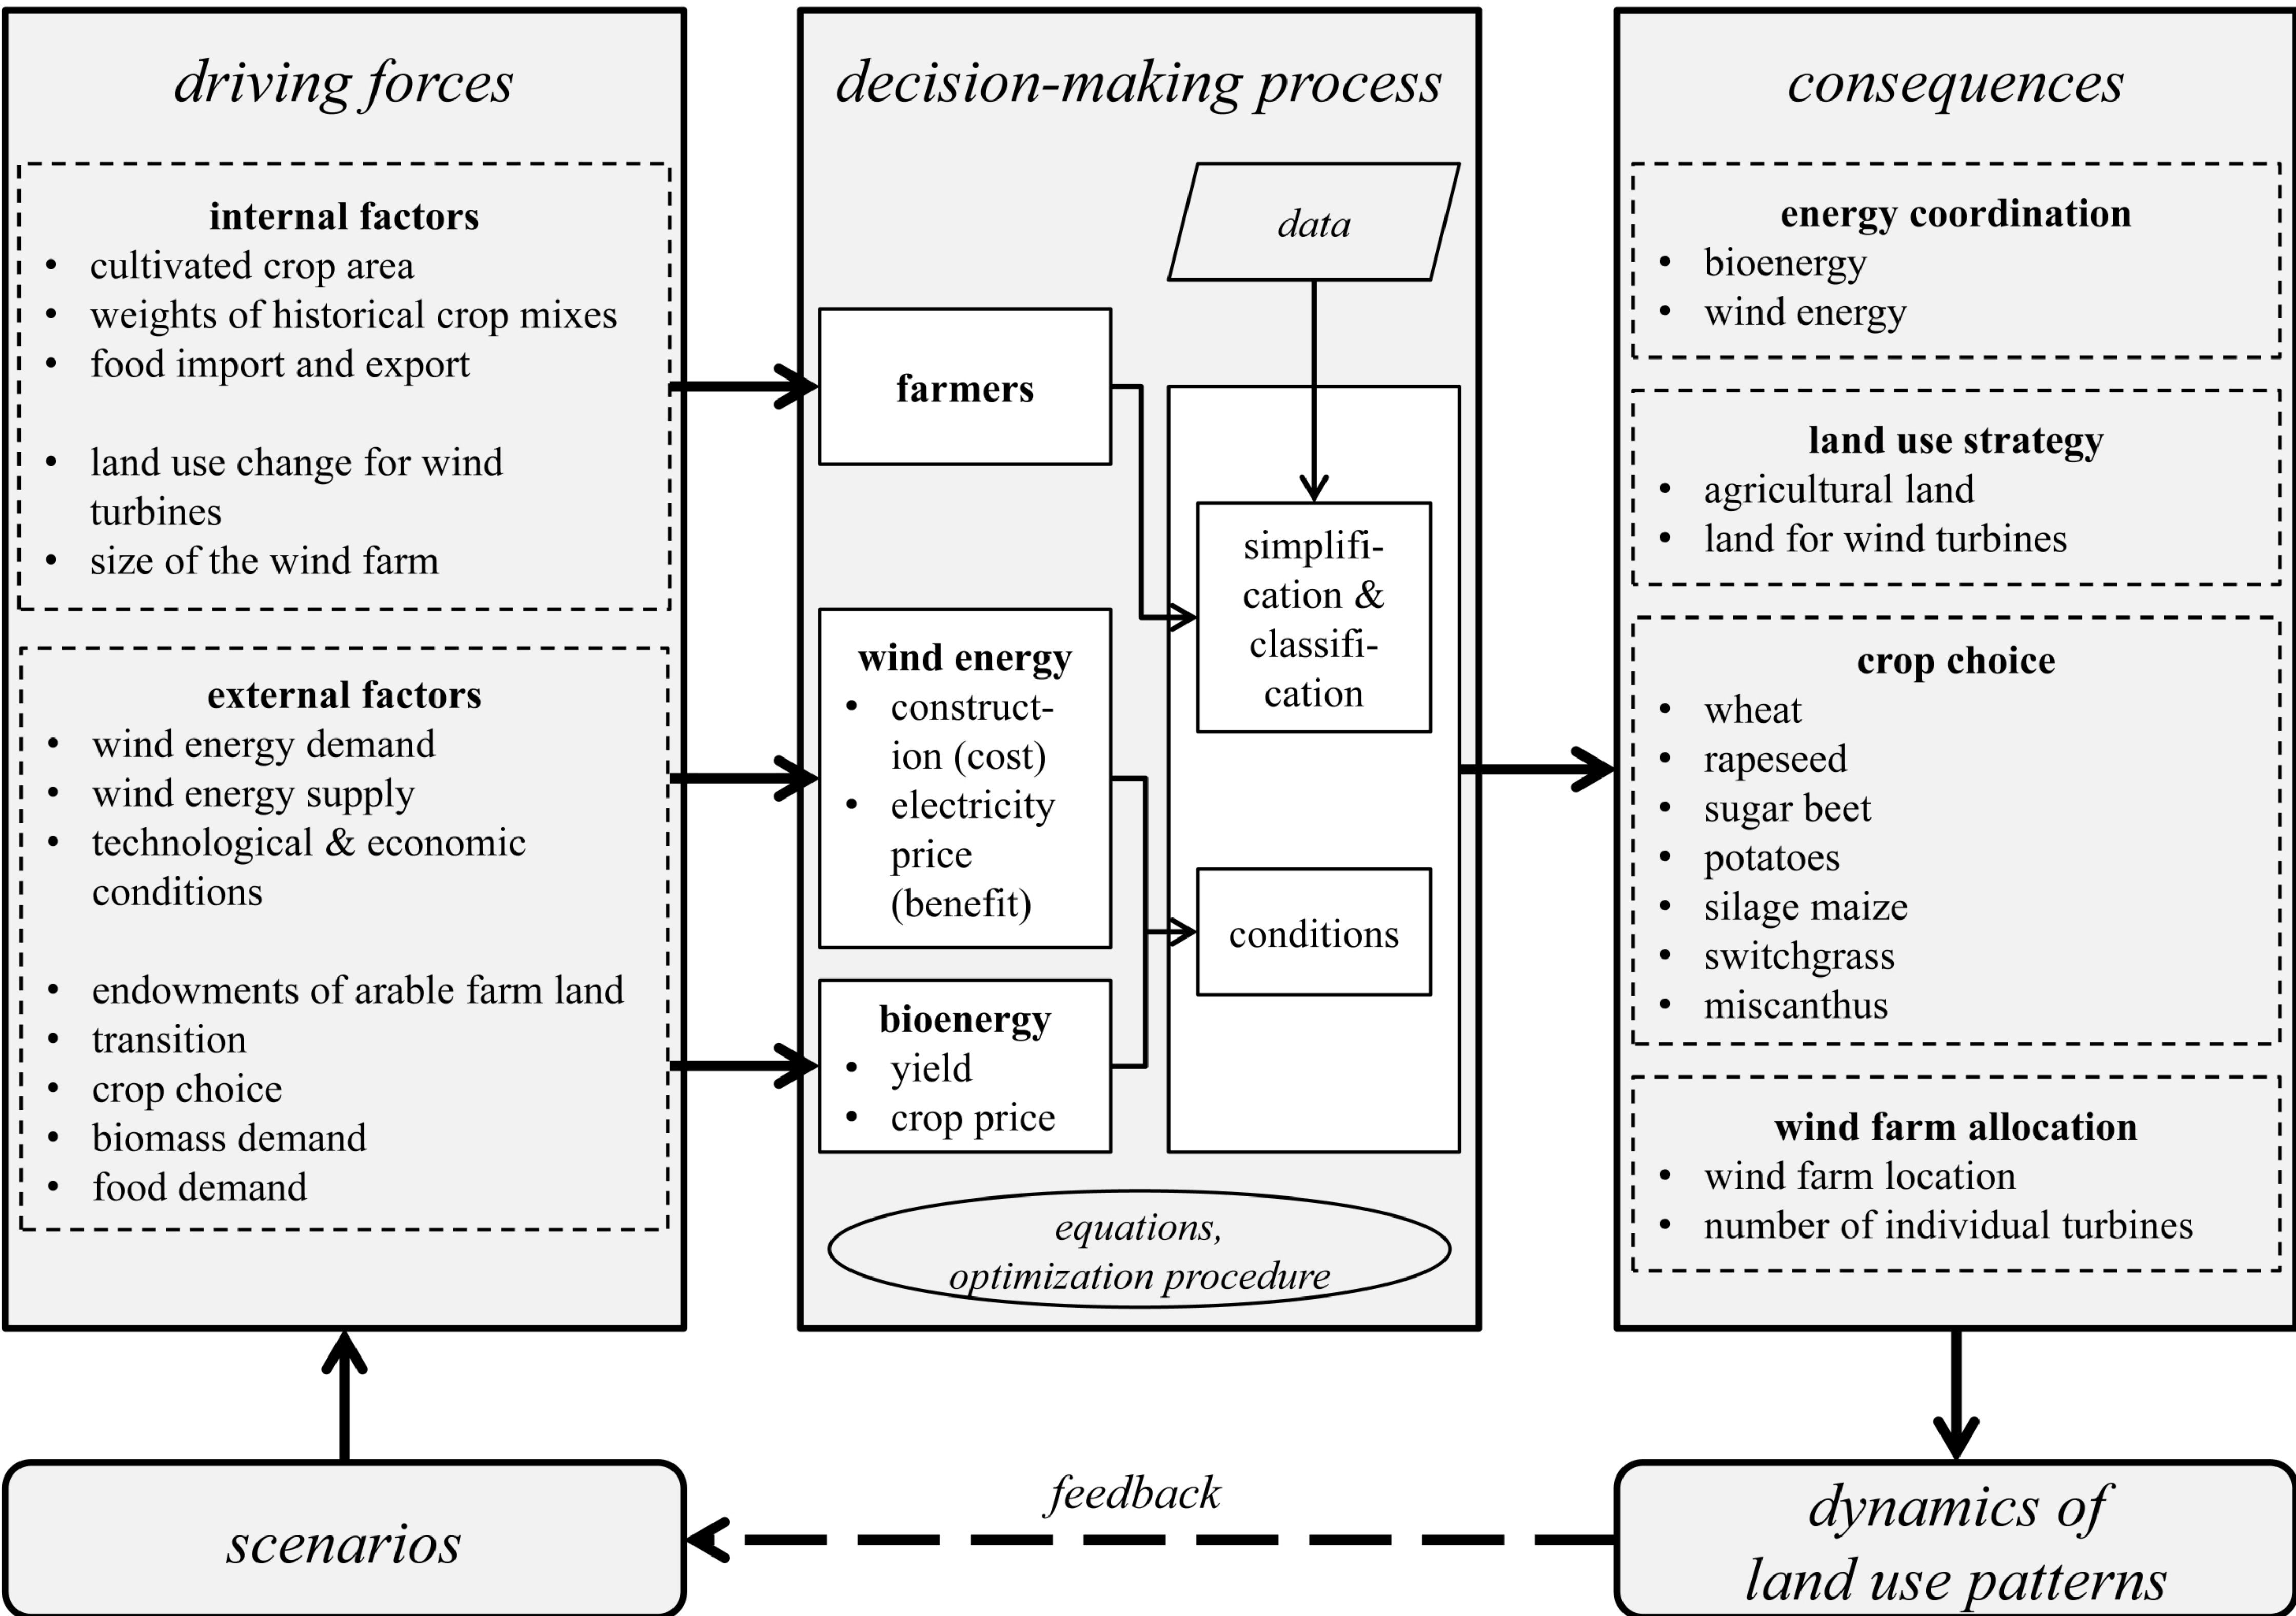 driving forces
internal factors
• cultivated crop area
• weights of historical crop mixes
• food import and export
• land use change for wind
turbines
• size of the wind farm
external factors
• wind energy demand
• wind energy supply
• technological & economic
conditions
• endowments of arable farm land
• transition
• crop choice
• biomass demand
• food demand
decision-making process
data
farmers
simplifi-
cation &
classifi-
cation
wind energy
• construct-
ion (cost)
• electricity
price
(benefit)
conditions
bioenergy
• yield
• crop price
equations,
optimization procedure
consequences
energy coordination
• bioenergy
• wind energy
land use strategy
• agricultural land
• land for wind turbines
crop choice
• wheat
• rapeseed
• sugar beet
• potatoes
• silage maize
• switchgrass
• miscanthus
wind farm allocation
• wind farm location
• number of individual turbines
scenarios
feedback
dynamics of
land use patterns